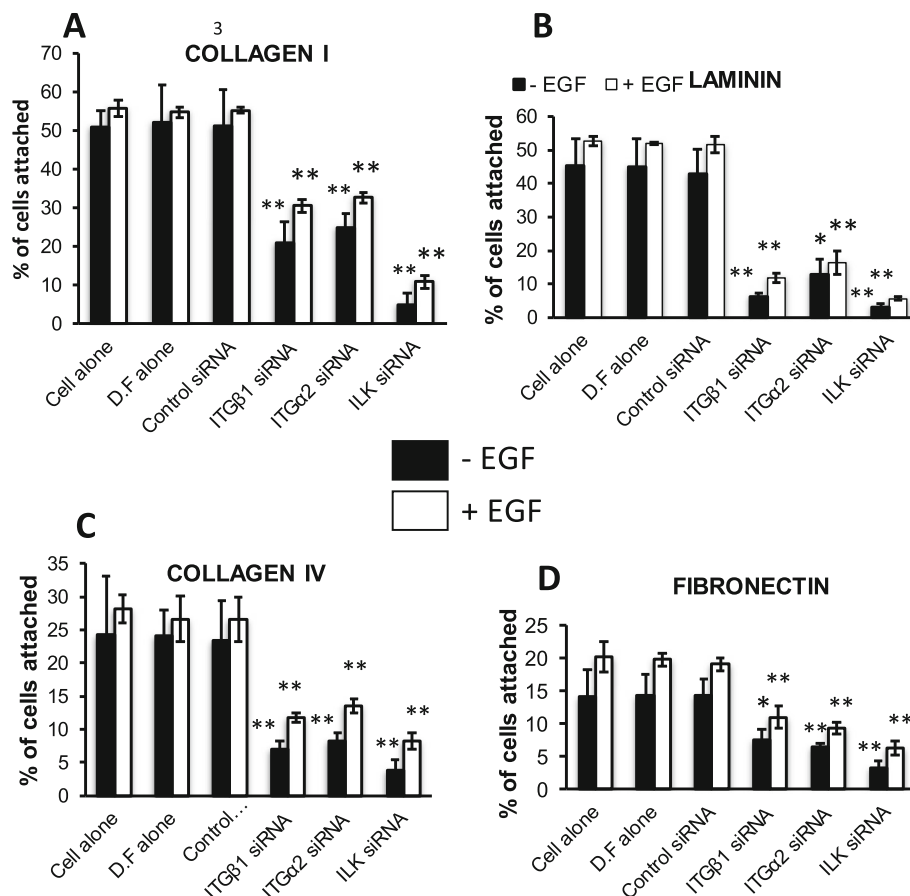 A
3
COLLAGEN I
% of cells attached
70
60
50
40
30
20
10
0
** ** ** ** ** **
Cell alone
D.F alone
Control siRNA
ITGβ1 siRNA
ITGα2 siRNA
ILK siRNA
B
- EGF + EGF LAMININ
% of cells attached
60
50
40
30
20
10
0
** ** * ** ** **
Cell alone
D.F alone
Control siRNA
ITGβ1 siRNA
ITGα2 siRNA
ILK siRNA
- EGF
+ EGF
C
COLLAGEN IV
% of cells attached
35
30
25
20
15
10
5
0
** ** ** ** ** **
Cell alone
D.F alone
Control...
ITGβ1 siRNA
ITGα2 siRNA
ILK siRNA
D
FIBRONECTIN
% of cells attached
25
20
15
10
5
0
* ** ** ** ** **
Cell alone
D.F alone
Control siRNA
ITGβ1 siRNA
ITGα2 siRNA
ILK siRNA